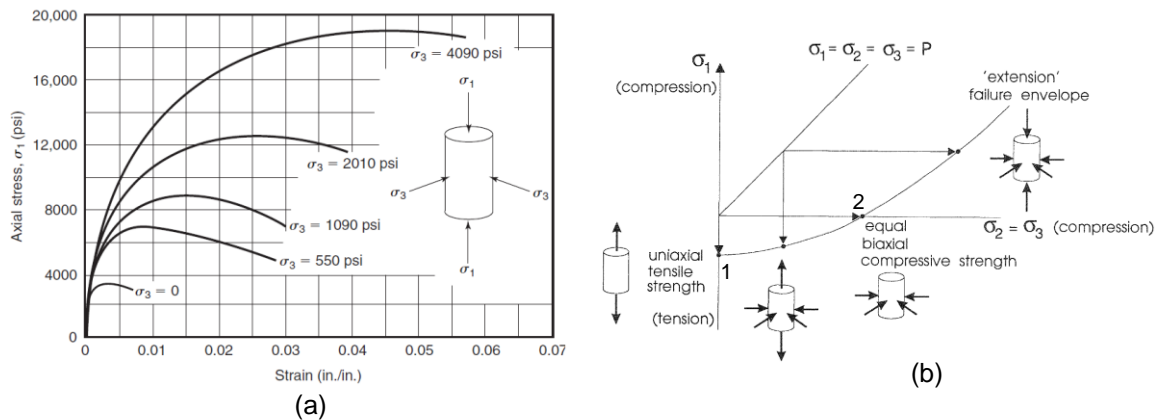 20,000
16,000
12,000
8000
4000
0
Axial stress, σ₁ (psi)
0
0.01
0.02
0.03
0.04
0.05
0.06
0.07
Strain (in./in.)
σ₃ = 4090 psi
σ₃ = 2010 psi
σ₃ = 1090 psi
σ₃ = 550 psi
σ₃ = 0
σ₁
σ₃
σ₃
σ₁
(a)
σ₁ = σ₂ = σ₃ = P
σ₁
(compression)
'extension'
failure envelope
2
σ₂ = σ₃ (compression)
equal
biaxial
compressive strength
1
uniaxial
tensile
strength
(tension)
(b)